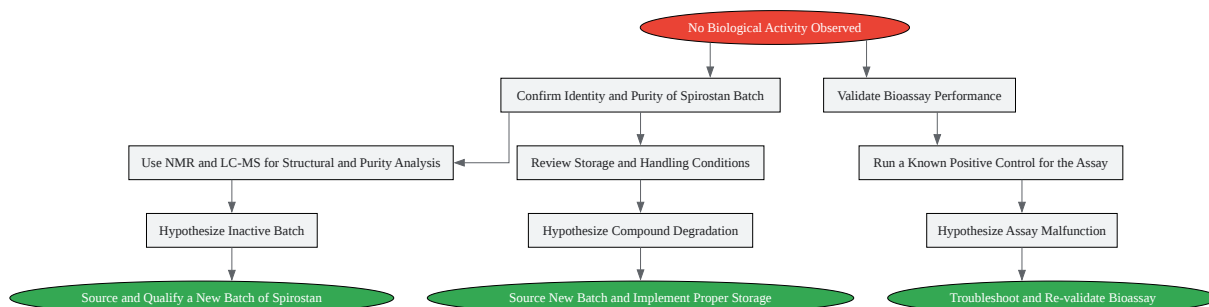 No Biological Activity Observed
Confirm Identity and Purity of Spirostan Batch
Validate Bioassay Performance
Use NMR and LC-MS for Structural and Purity Analysis
Review Storage and Handling Conditions
Run a Known Positive Control for the Assay
Hypothesize Inactive Batch
Hypothesize Compound Degradation
Hypothesize Assay Malfunction
Source and Qualify a New Batch of Spirostan
Source New Batch and Implement Proper Storage
Troubleshoot and Re-validate Bioassay